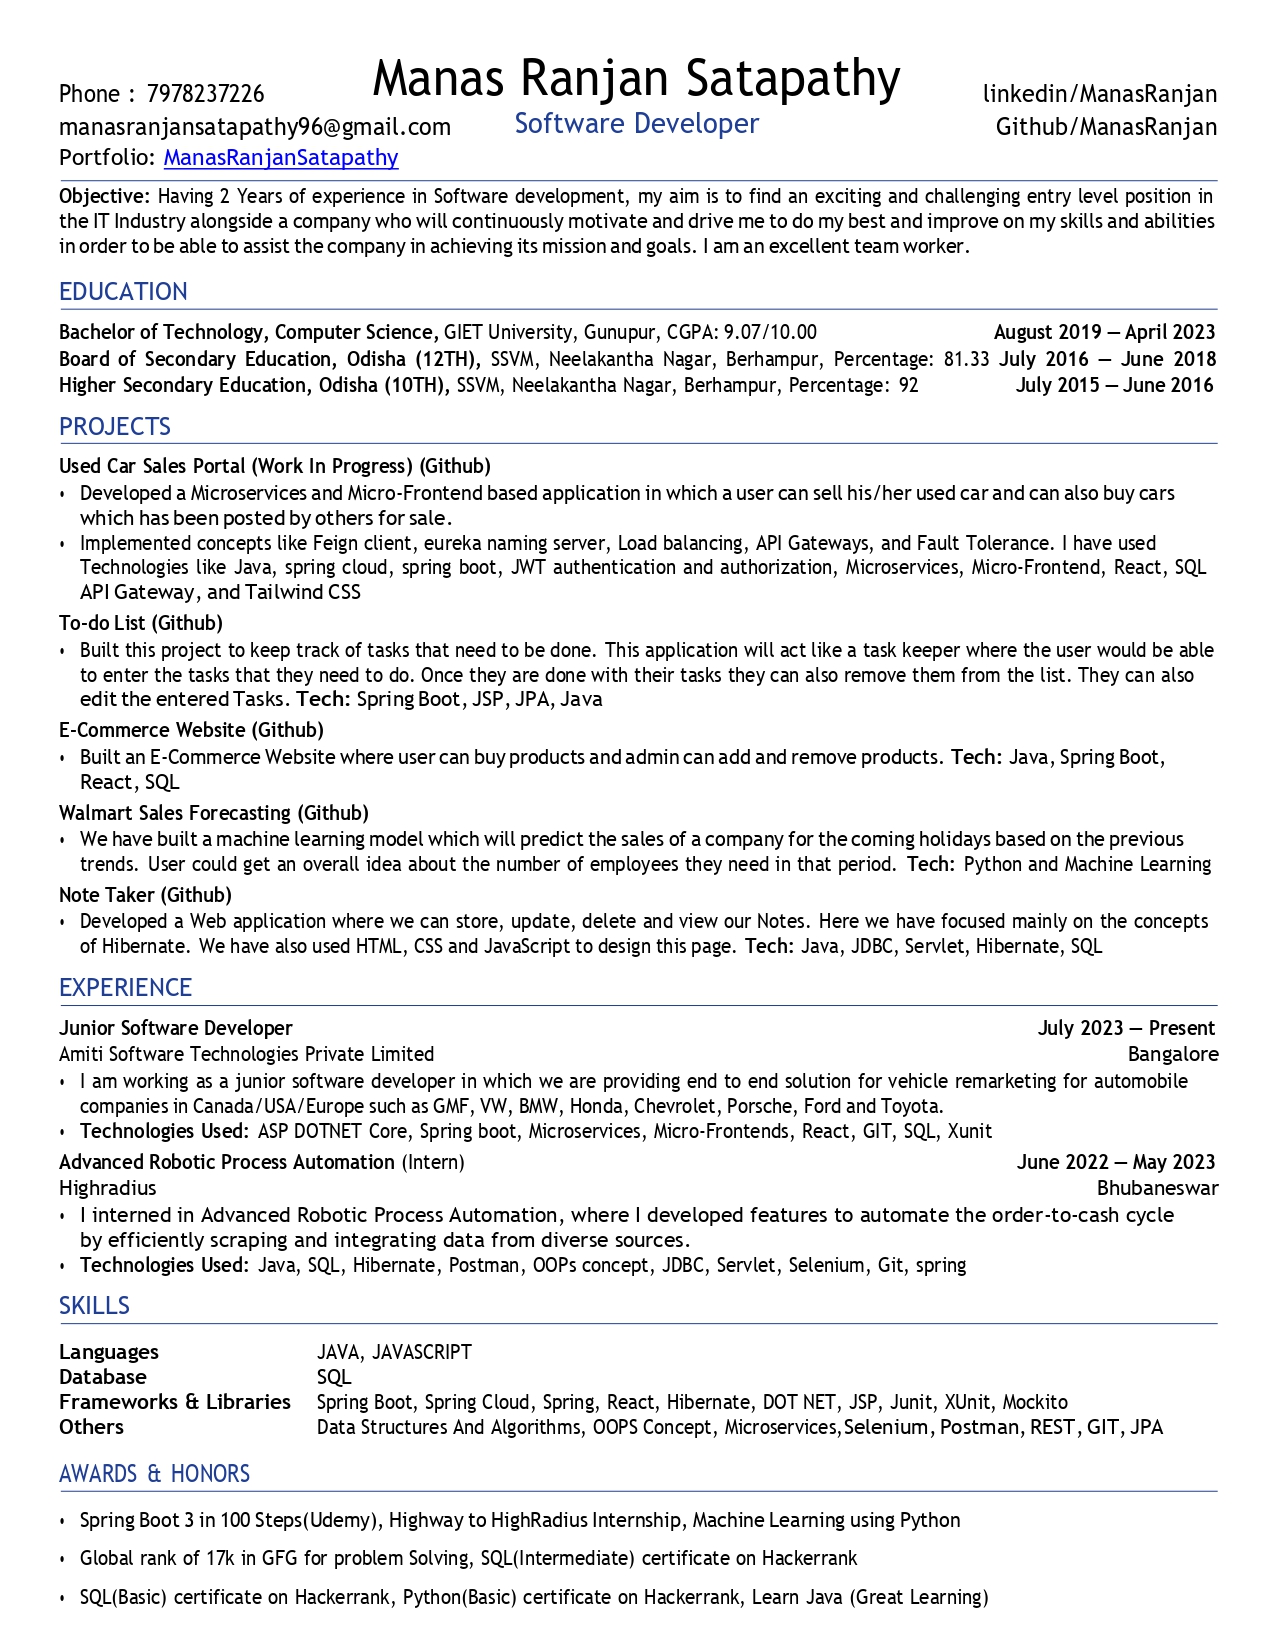 Manas Ranjan Satapathy
Phone : 7978237226
linkedin/ManasRanjan
manasranjansatapathy96@gmail.com
Software Developer
Github/ManasRanjan
Portfolio: ManasRanjanSatapathy
Objective: Having 2 Years of experience in Software development, my aim is to find an exciting and challenging entry level position in
the IT Industry alongside a company who will continuously motivate and drive me to do my best and improve on my skills and abilities
in order to be able to assist the company in achieving its mission and goals. I am an excellent team worker.
EDUCATION
Bachelor of Technology, Computer Science, GIET University, Gunupur, CGPA: 9.07/10.00 August 2019 — April 2023
Board of Secondary Education, Odisha (12TH), SSVM, Neelakantha Nagar, Berhampur, Percentage: 81.33 July 2016 — June 2018
Higher Secondary Education, Odisha (10TH), SSVM, Neelakantha Nagar, Berhampur, Percentage: 92 July 2015 — June 2016
PROJECTS
Used Car Sales Portal (Work In Progress) (Github)
• Developed a Microservices and Micro-Frontend based application in which a user can sell his/her used car and can also buy cars
which has been posted by others for sale.
• Implemented concepts like Feign client, eureka naming server, Load balancing, API Gateways, and Fault Tolerance. I have used
Technologies like Java, spring cloud, spring boot, JWT authentication and authorization, Microservices, Micro-Frontend, React, SQL
API Gateway, and Tailwind CSS
To-do List (Github)
• Built this project to keep track of tasks that need to be done. This application will act like a task keeper where the user would be able
to enter the tasks that they need to do. Once they are done with their tasks they can also remove them from the list. They can also
edit the entered Tasks. Tech: Spring Boot, JSP, JPA, Java
E-Commerce Website (Github)
• Built an E-Commerce Website where user can buy products and admin can add and remove products. Tech: Java, Spring Boot,
React, SQL
Walmart Sales Forecasting (Github)
• We have built a machine learning model which will predict the sales of a company for the coming holidays based on the previous
trends. User could get an overall idea about the number of employees they need in that period. Tech: Python and Machine Learning
Note Taker (Github)
• Developed a Web application where we can store, update, delete and view our Notes. Here we have focused mainly on the concepts
of Hibernate. We have also used HTML, CSS and JavaScript to design this page. Tech: Java, JDBC, Servlet, Hibernate, SQL
EXPERIENCE
Junior Software Developer July 2023 — Present
Amiti Software Technologies Private Limited Bangalore
• I am working as a junior software developer in which we are providing end to end solution for vehicle remarketing for automobile
companies in Canada/USA/Europe such as GMF, VW, BMW, Honda, Chevrolet, Porsche, Ford and Toyota.
• Technologies Used: ASP DOTNET Core, Spring boot, Microservices, Micro-Frontends, React, GIT, SQL, Xunit
Advanced Robotic Process Automation (Intern) June 2022 — May 2023
Highradius Bhubaneswar
• I interned in Advanced Robotic Process Automation, where I developed features to automate the order-to-cash cycle
by efficiently scraping and integrating data from diverse sources.
• Technologies Used: Java, SQL, Hibernate, Postman, OOPs concept, JDBC, Servlet, Selenium, Git, spring
SKILLS
Languages JAVA, JAVASCRIPT
Database SQL
Frameworks & Libraries Spring Boot, Spring Cloud, Spring, React, Hibernate, DOT NET, JSP, Junit, XUnit, Mockito
Others Data Structures And Algorithms, OOPS Concept, Microservices,Selenium, Postman, REST, GIT, JPA
AWARDS & HONORS
• Spring Boot 3 in 100 Steps(Udemy), Highway to HighRadius Internship, Machine Learning using Python
• Global rank of 17k in GFG for problem Solving, SQL(Intermediate) certificate on Hackerrank
• SQL(Basic) certificate on Hackerrank, Python(Basic) certificate on Hackerrank, Learn Java (Great Learning)